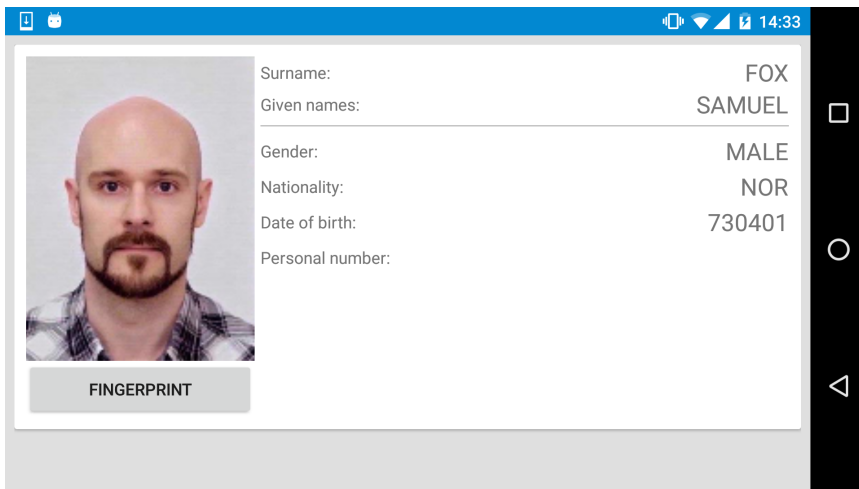 14:33
Surname: FOX
Given names: SAMUEL
Gender: MALE
Nationality: NOR
Date of birth: 730401
Personal number:
FINGERPRINT